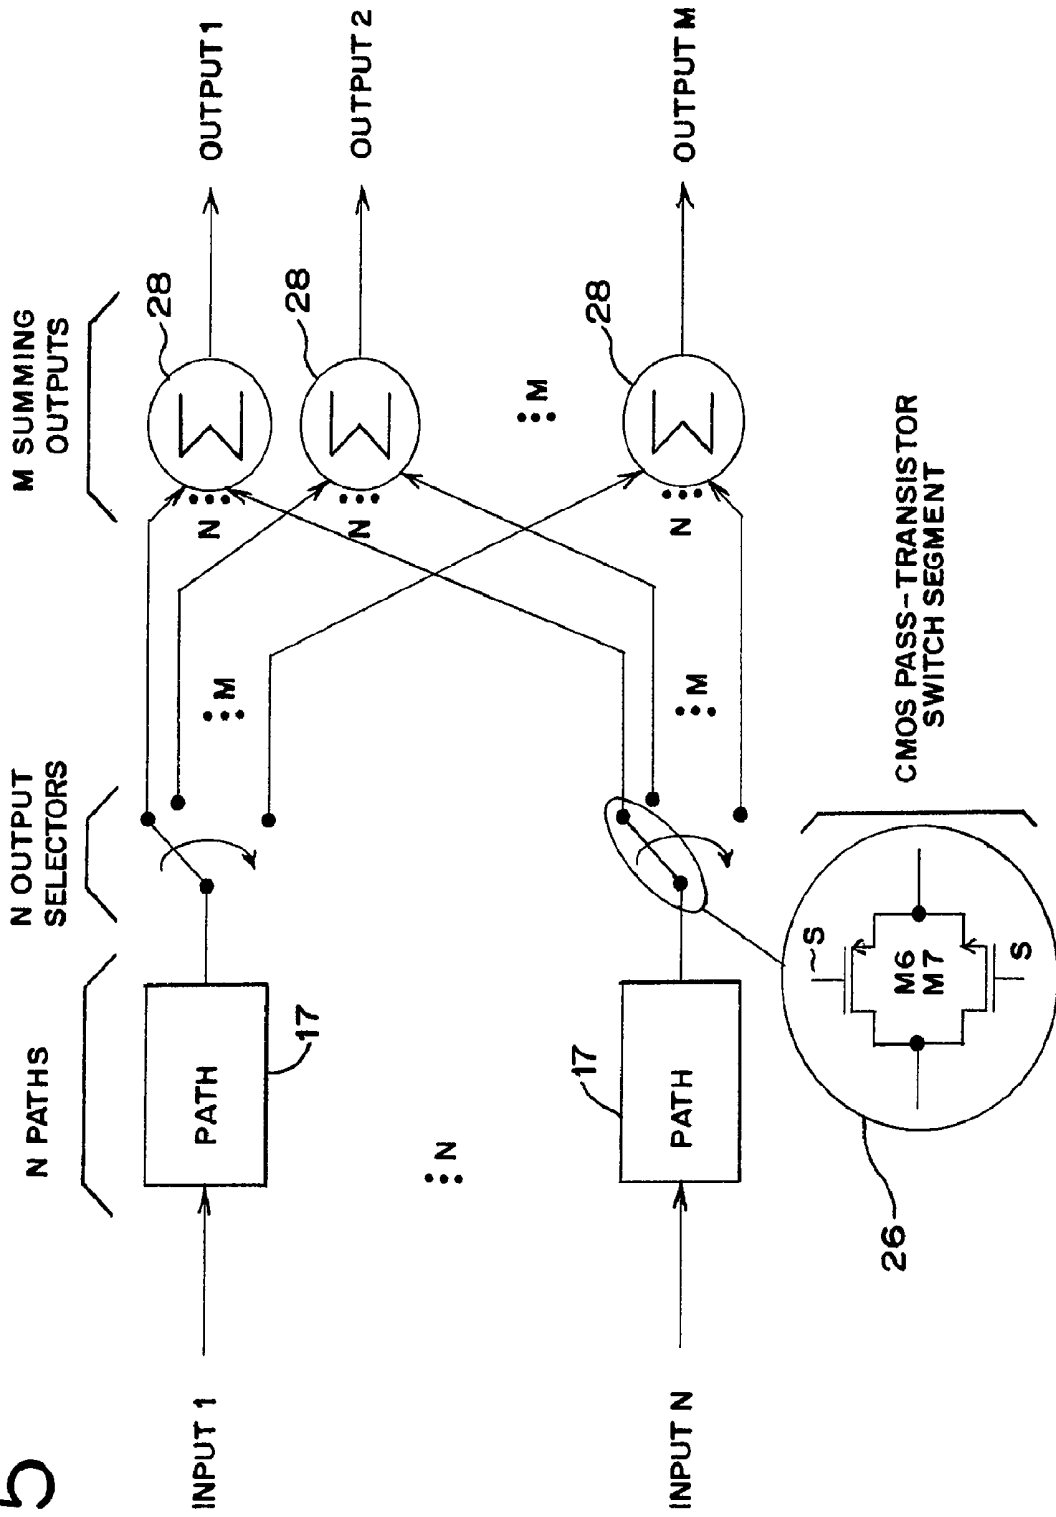 5
N PATHS
N OUTPUT
SELECTORS
M SUMMING
OUTPUTS
INPUT 1
PATH
17
M
N
28
OUTPUT 1
N
28
OUTPUT 2
N
M
INPUT N
PATH
17
M
N
28
OUTPUT M
26
~S
M6
M7
S
CMOS PASS-TRANSISTOR
SWITCH SEGMENT